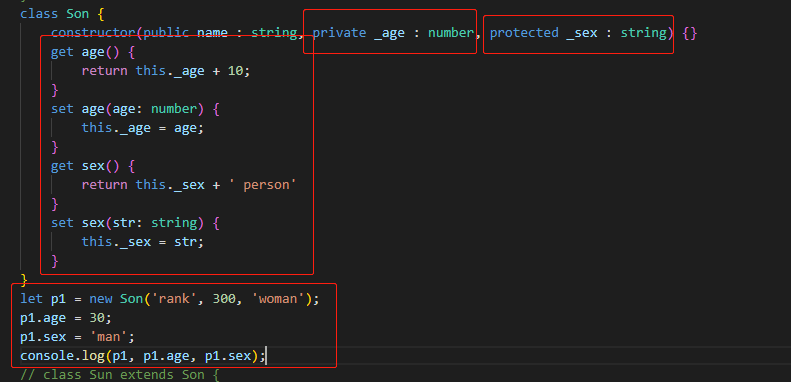 class Son {
constructor(public name : string, private _age : number, protected _sex : string) {}
get age() {
return this._age + 10;
}
set age(age: number) {
this._age = age;
}
get sex() {
return this._sex + ' person'
}
set sex(str: string) {
this._sex = str;
}
}
let p1 = new Son('rank', 300, 'woman');
p1.age = 30;
p1.sex = 'man';
console.log(p1, p1.age, p1.sex);
// class Sun extends Son {